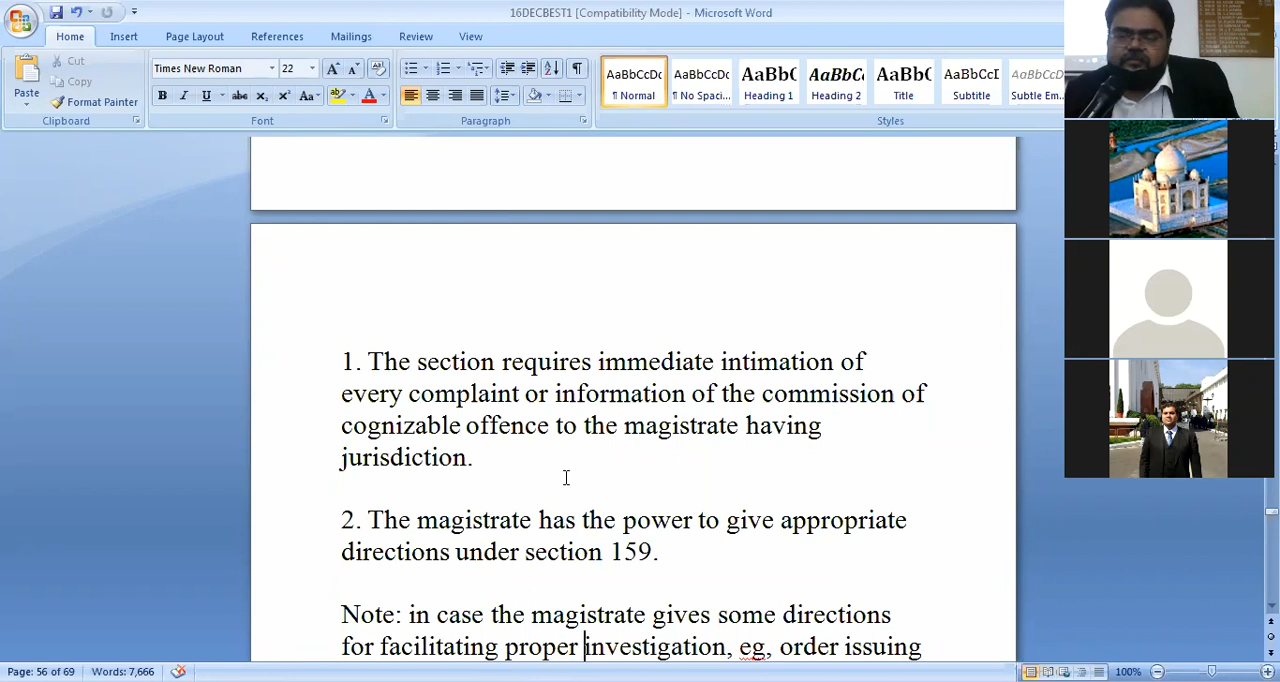 16DECBEST1 [Compatibility Mode] - Microsoft Word
Home Insert Page Layout References Mailings Review View
Cut
Copy
Paste
Format Painter
Clipboard
Times New Roman 22
Font
Paragraph
AaBbCcDc AaBbCcDc AaBbC AaBbC AaBbC AaBbCcI AaBbCcDc
¶ Normal ¶ No Spaci... Heading 1 Heading 2 Title Subtitle Subtle Em...
Styles
1. The section requires immediate intimation of
every complaint or information of the commission of
cognizable offence to the magistrate having
jurisdiction.
2. The magistrate has the power to give appropriate
directions under section 159.
Note: in case the magistrate gives some directions
for facilitating proper investigation, eg, order issuing
Page: 56 of 69 Words: 7,666
100%